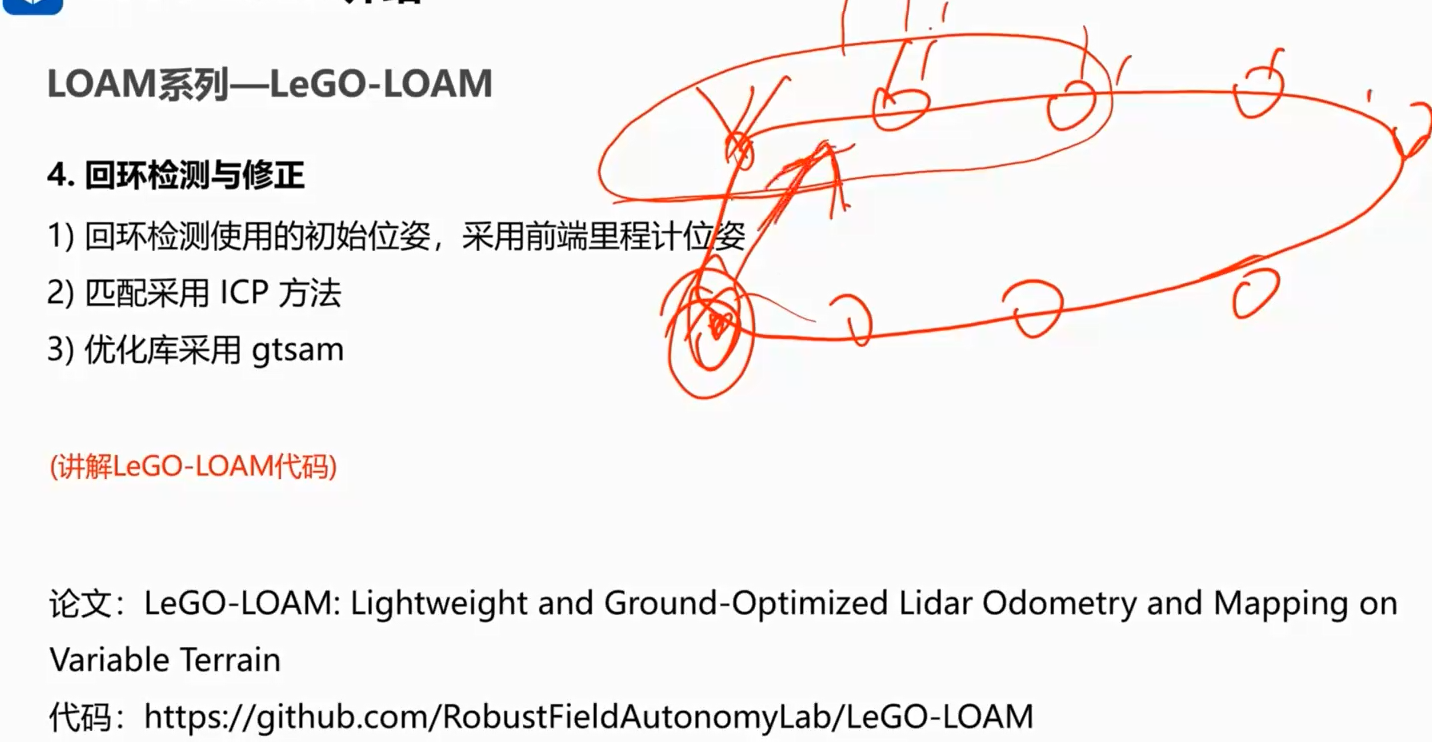 LOAM系列—LeGO-LOAM
4. 回环检测与修正
1) 回环检测使用的初始位姿，采用前端里程计位姿
2) 匹配采用 ICP 方法
3) 优化库采用 gtsam
(讲解LeGO-LOAM代码)
论文：LeGO-LOAM: Lightweight and Ground-Optimized Lidar Odometry and Mapping on
Variable Terrain
代码：https://github.com/RobustFieldAutonomyLab/LeGO-LOAM